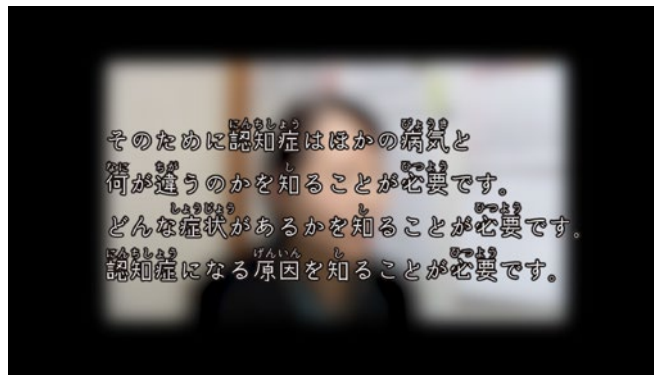 そのために認知症はほかの病気と
何が違うのかを知ることが必要です。
どんな症状があるかを知ることが必要です。
認知症になる原因を知ることが必要です。